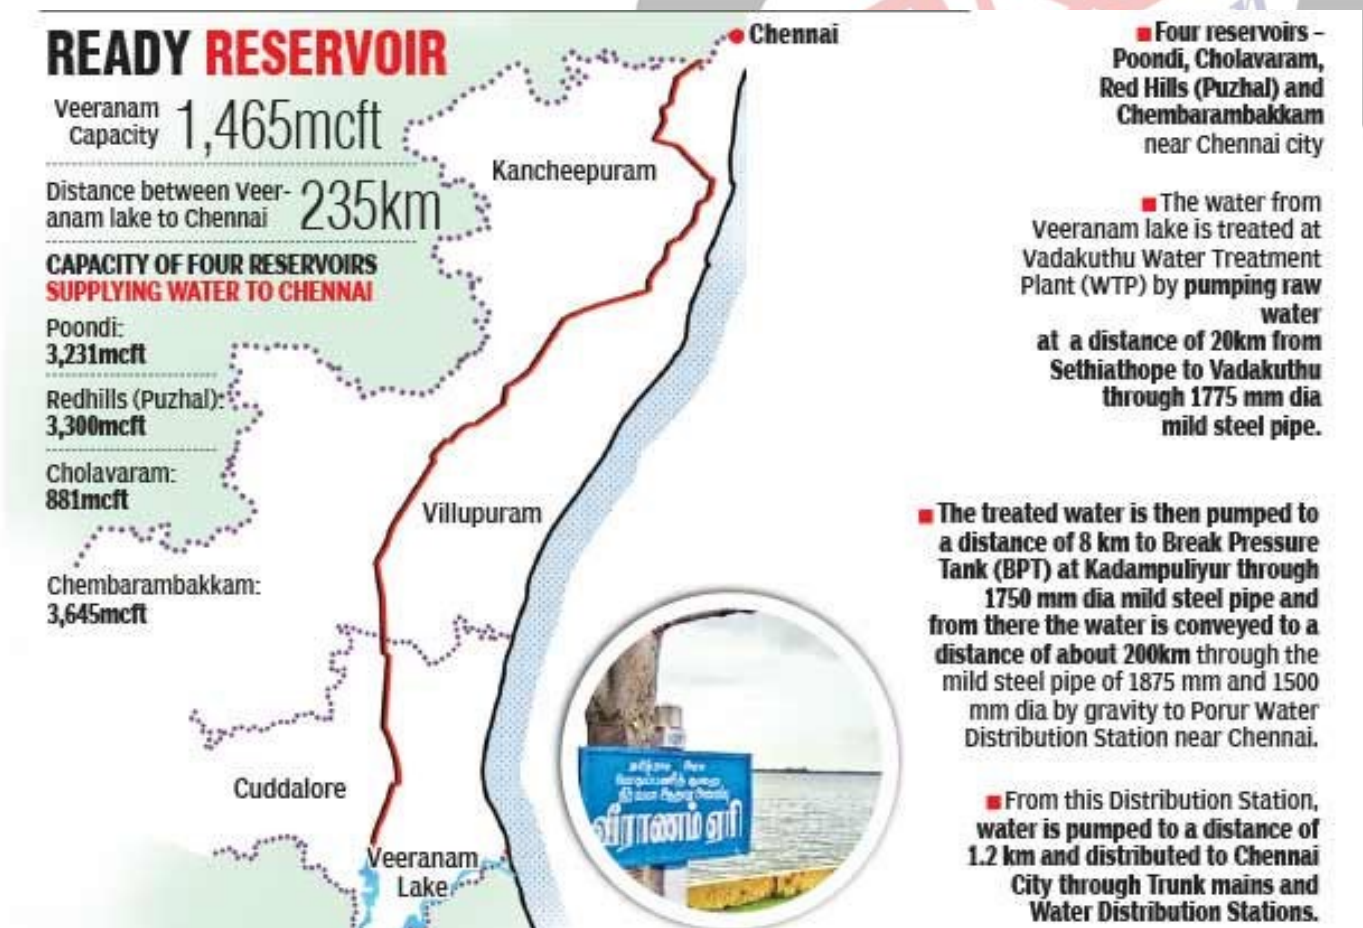 READY RESERVOIR
Veeranam
Capacity 1,465mcft
Distance between Veer-
anam lake to Chennai 235km
CAPACITY OF FOUR RESERVOIRS
SUPPLYING WATER TO CHENNAI
Poondi:
3,231mcft
Redhills (Puzhal):
3,300mcft
Cholavaram:
881mcft
Chembarambakkam:
3,645mcft
Chennai
Kancheepuram
Villupuram
Cuddalore
Veeranam
Lake
வீராணம் ஏரி
Four reservoirs –
Poondi, Cholavaram,
Red Hills (Puzhal) and
Chembarambakkam
near Chennai city
The water from
Veeranam lake is treated at
Vadakuthu Water Treatment
Plant (WTP) by pumping raw
water
at a distance of 20km from
Sethiathope to Vadakuthu
through 1775 mm dia
mild steel pipe.
The treated water is then pumped to
a distance of 8 km to Break Pressure
Tank (BPT) at Kadampuliyur through
1750 mm dia mild steel pipe and
from there the water is conveyed to a
distance of about 200km through the
mild steel pipe of 1875 mm and 1500
mm dia by gravity to Porur Water
Distribution Station near Chennai.
From this Distribution Station,
water is pumped to a distance of
1.2 km and distributed to Chennai
City through Trunk mains and
Water Distribution Stations.